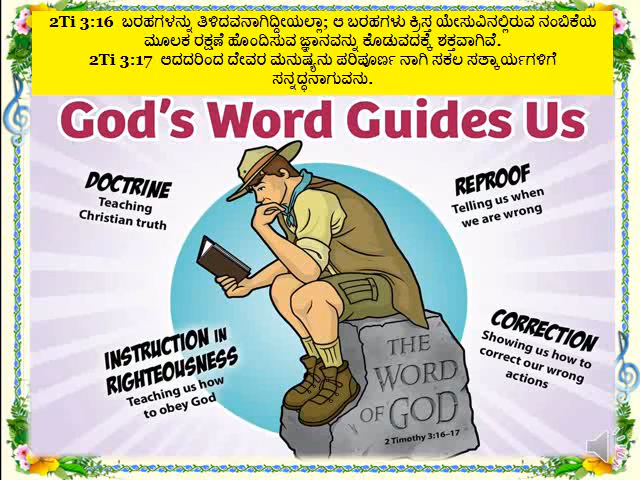 2Ti 3:16 ಬರಹಗಳನ್ನು ತಿಳಿದವನಾಗಿದ್ದೀಯಲ್ಲಾ; ಆ ಬರಹಗಳು ಕ್ರಿಸ್ತ ಯೇಸುವಿನಲ್ಲಿರುವ ನಂಬಿಕೆಯ
ಮೂಲಕ ರಕ್ಷಣೆ ಹೊಂದಿಸುವ ಜ್ಞಾನವನ್ನು ಕೊಡುವದಕ್ಕೆ ಶಕ್ತವಾಗಿವೆ.
2Ti 3:17 ಆದದರಿಂದ ದೇವರ ಮನುಷ್ಯನು ಪರಿಪೂರ್ಣ ನಾಗಿ ಸಕಲ ಸತ್ಕಾರ್ಯಗಳಿಗೆ
ಸನ್ನದ್ಧನಾಗುವನು.
God's Word Guides Us
DOCTRINE
Teaching
Christian truth
REPROOF
Telling us when
we are wrong
INSTRUCTION IN
RIGHTEOUSNESS
Teaching us how
to obey God
CORRECTION
Showing us how to
correct our wrong
actions
THE
WORD
OF GOD
2 Timothy 3:16–17